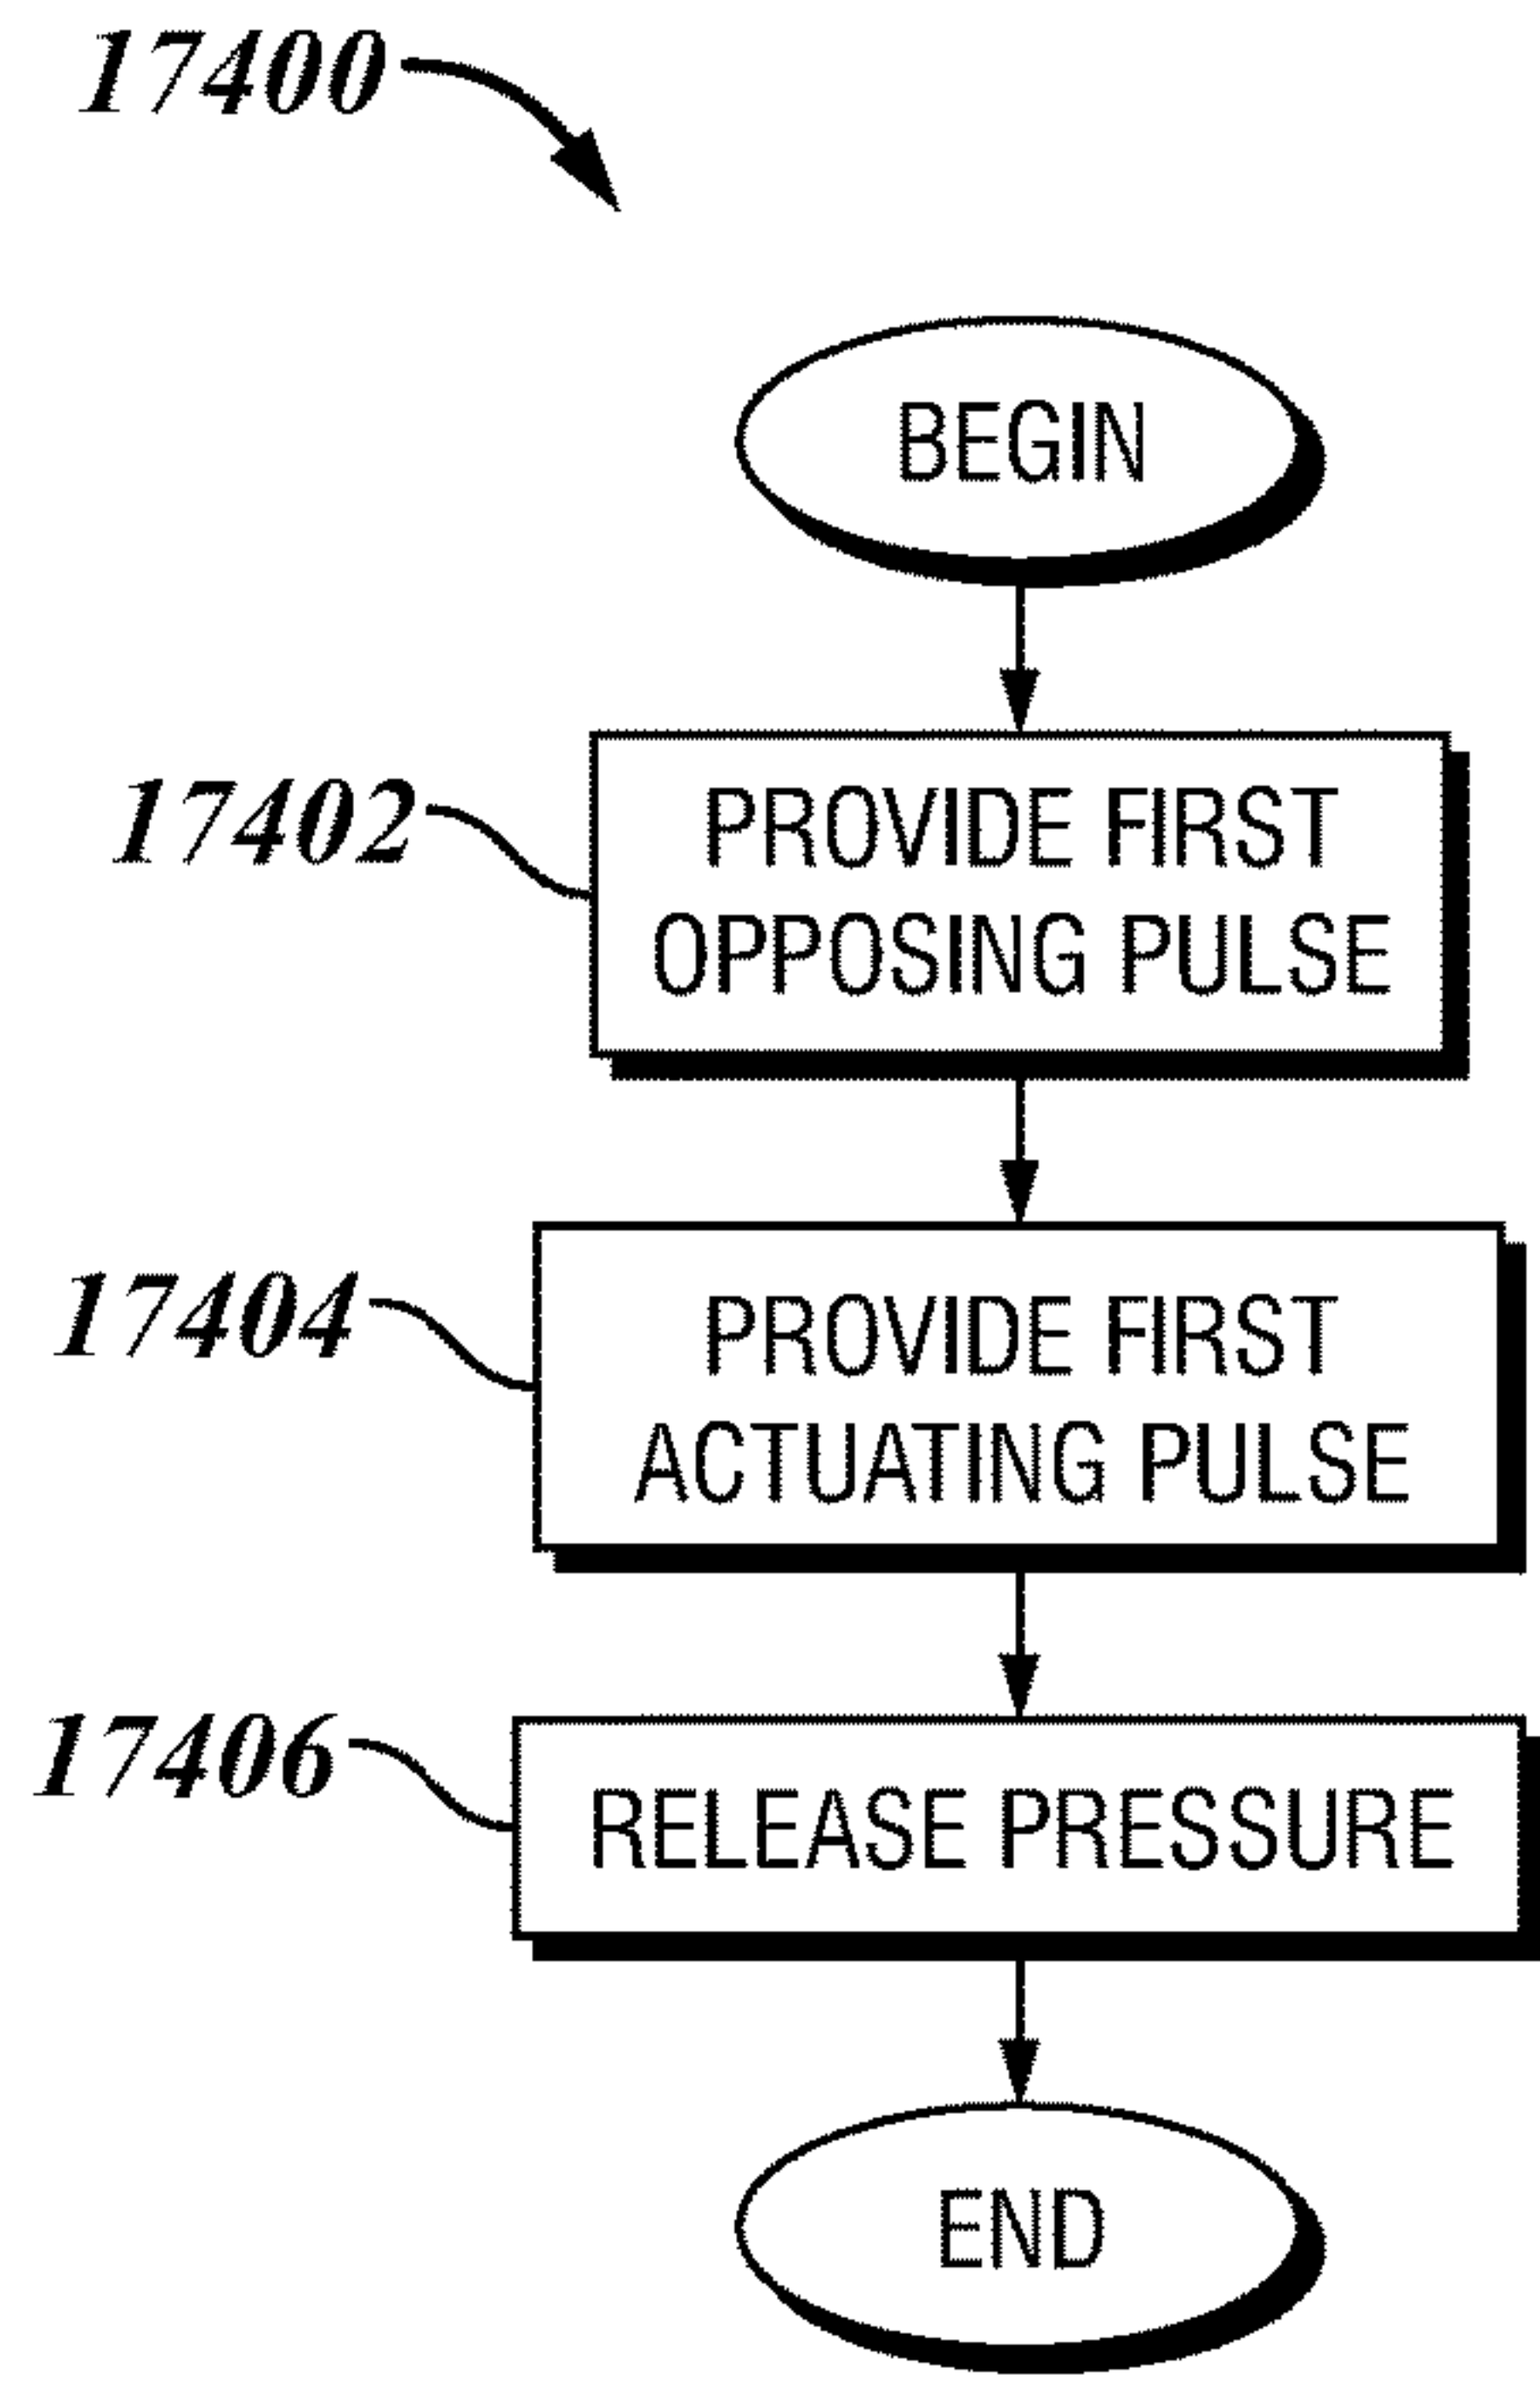 17400
BEGIN
17402
PROVIDE FIRST
OPPOSING PULSE
17404
PROVIDE FIRST
ACTUATING PULSE
17406
RELEASE PRESSURE
END